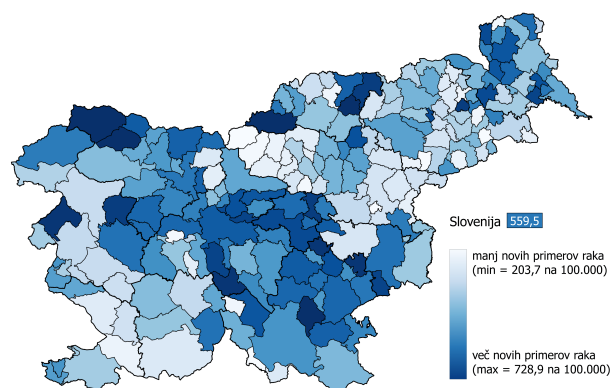 Slovenija 559,5
manj novih primerov raka
(min = 203,7 na 100.000)
več novih primerov raka
(max = 728,9 na 100.000)